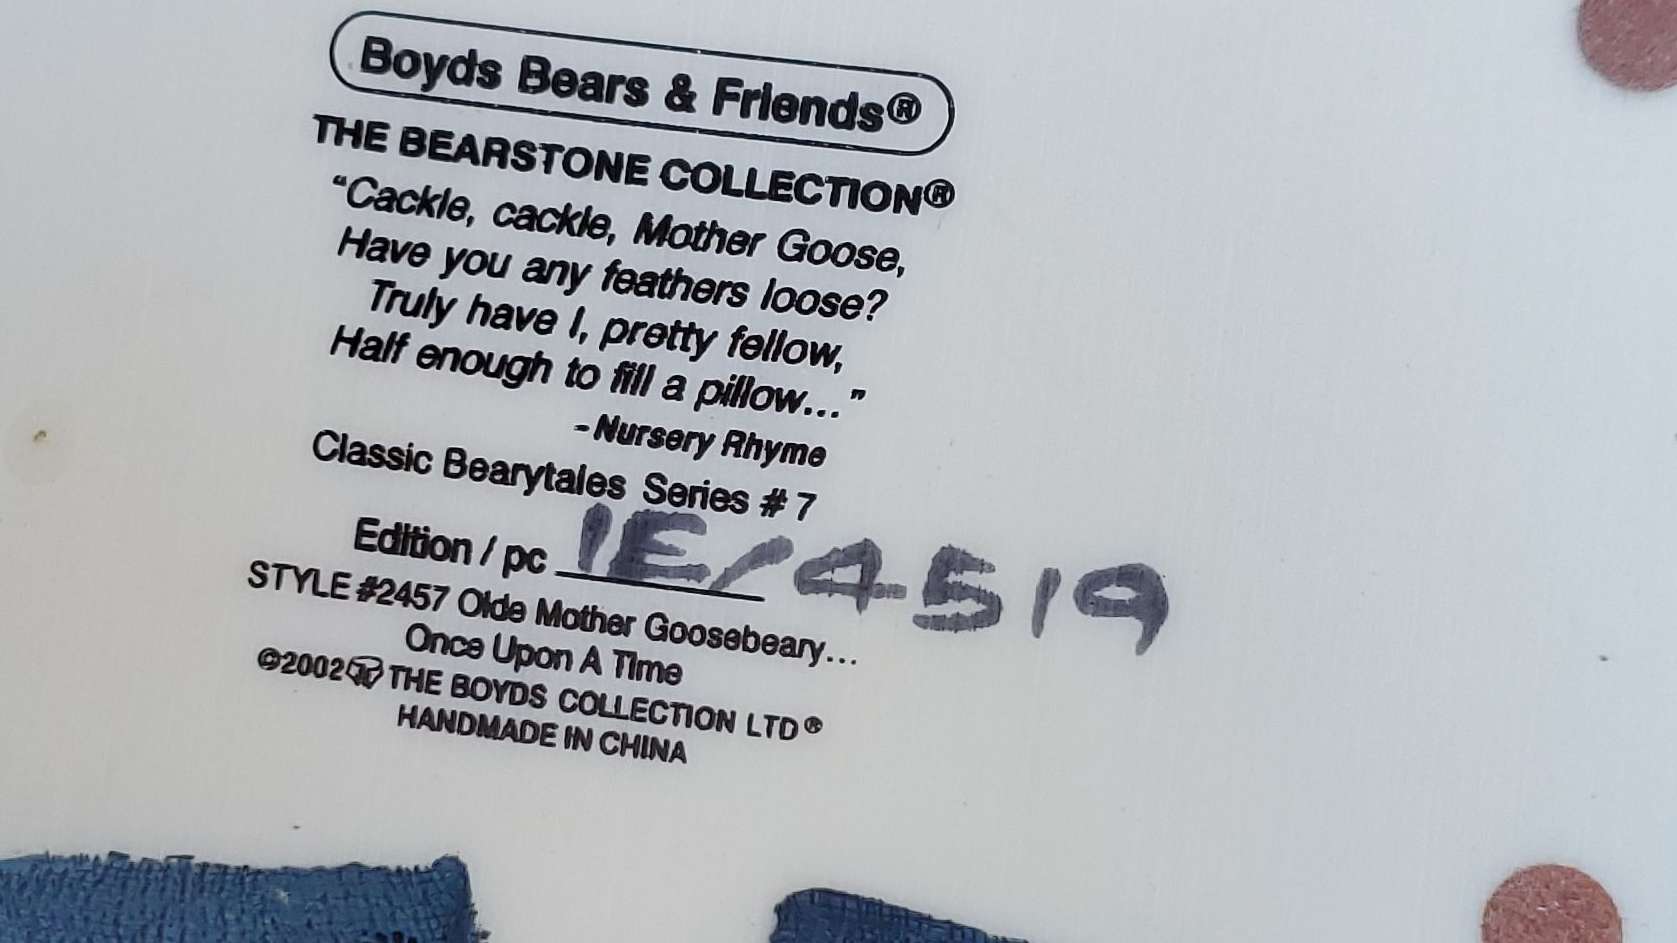 Boyds Bears & Friends®
THE BEARSTONE COLLECTION®
“Cackle, cackle, Mother Goose,
Have you any feathers loose?
Truly have I, pretty fellow,
Half enough to fill a pillow...”
- Nursery Rhyme
Classic Bearytales Series # 7
Edition / pc 1E/4519
STYLE #2457 Olde Mother Goosebeary...
Once Upon A Time
©2002 THE BOYDS COLLECTION LTD®
HANDMADE IN CHINA